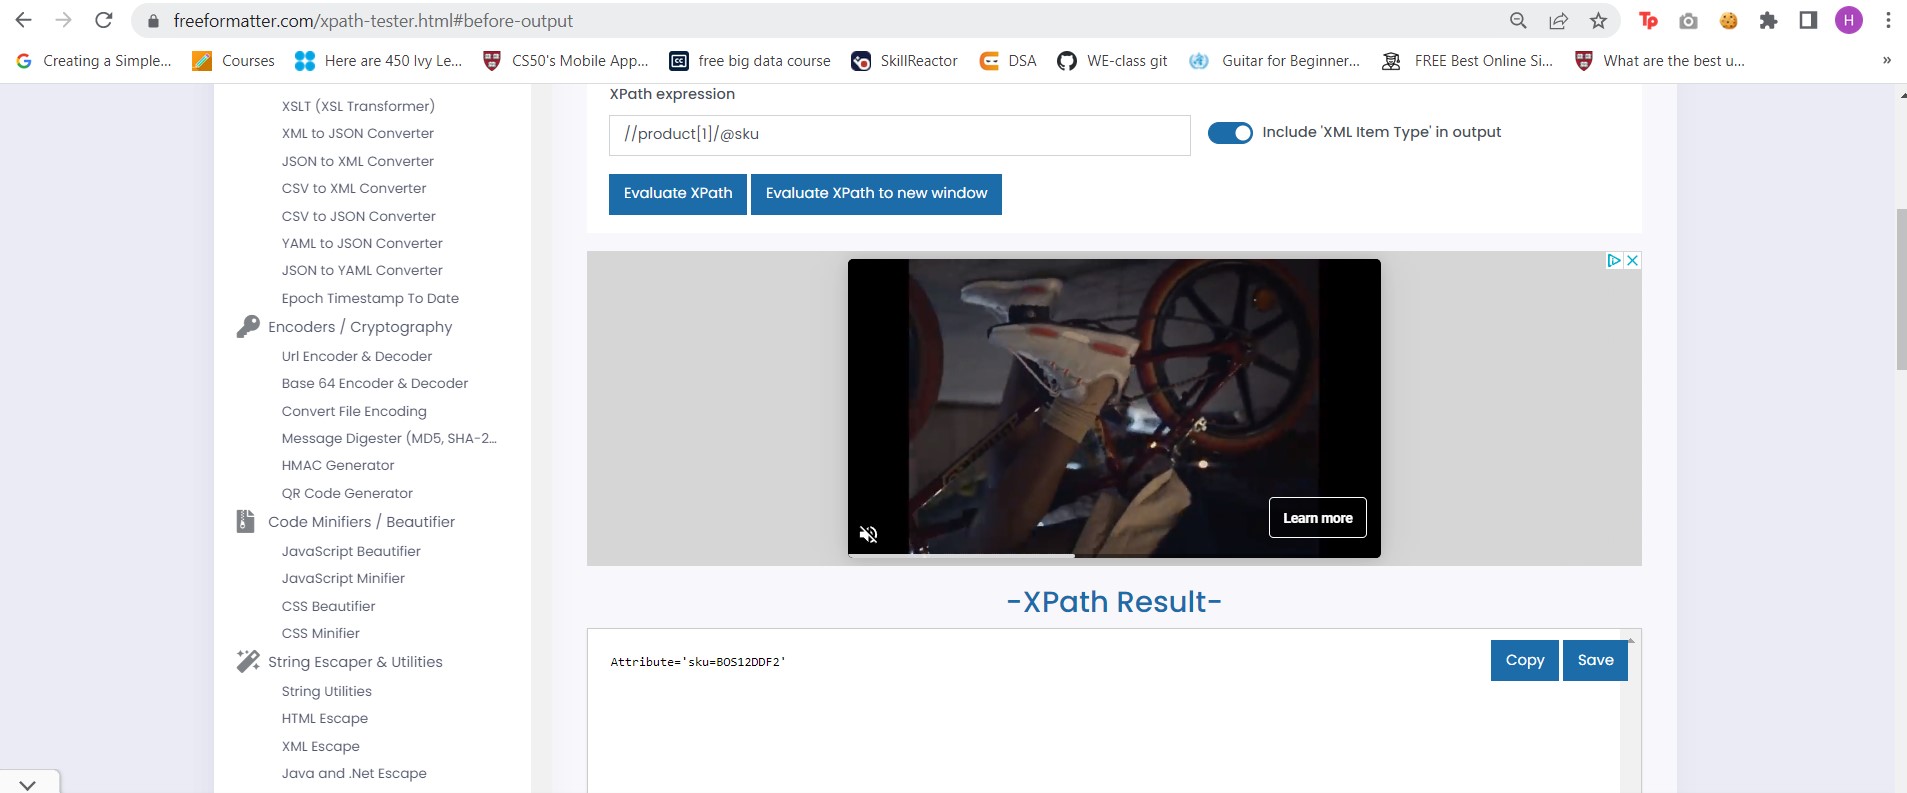 freeformatter.com/xpath-tester.html#before-output
Tp
H
Creating a Simple...
Courses
Here are 450 Ivy Le...
CS50's Mobile App...
free big data course
SkillReactor
DSA
WE-class git
Guitar for Beginner...
FREE Best Online Si...
What are the best u...
»
XSLT (XSL Transformer)
XML to JSON Converter
JSON to XML Converter
CSV to XML Converter
CSV to JSON Converter
YAML to JSON Converter
JSON to YAML Converter
Epoch Timestamp To Date
Encoders / Cryptography
Url Encoder & Decoder
Base 64 Encoder & Decoder
Convert File Encoding
Message Digester (MD5, SHA-2...
HMAC Generator
QR Code Generator
Code Minifiers / Beautifier
JavaScript Beautifier
JavaScript Minifier
CSS Beautifier
CSS Minifier
String Escaper & Utilities
String Utilities
HTML Escape
XML Escape
Java and .Net Escape
XPath expression
//product[1]/@sku
Include 'XML Item Type' in output
Evaluate XPath
Evaluate XPath to new window
Learn more
-XPath Result-
Attribute='sku=BOS12DDF2'
Copy
Save